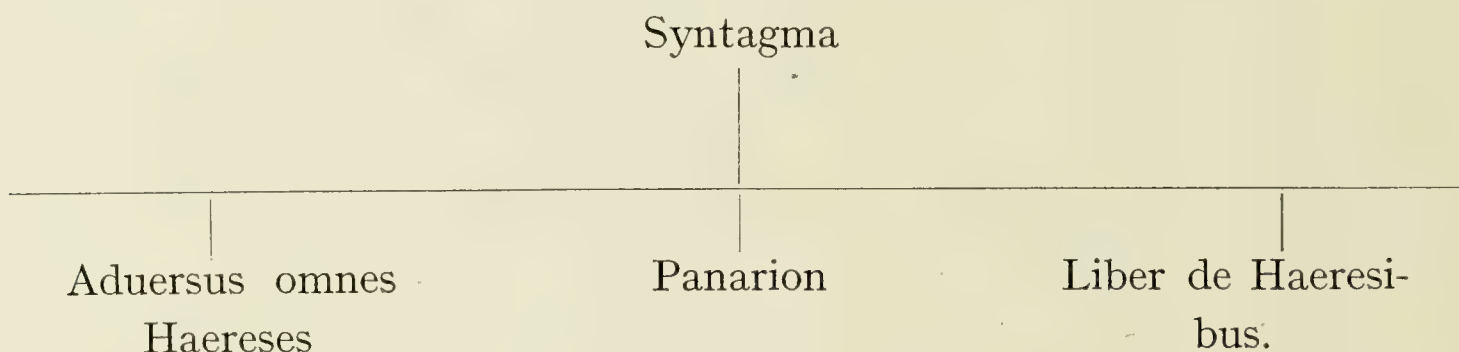 Syntagma
Aduersus omnes
Haereses
Panarion
Liber de Haeresi-
bus.